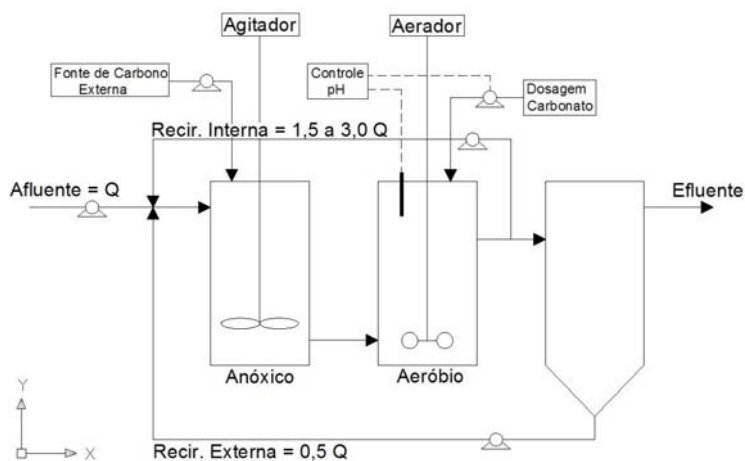 Agitador
Aerador
Fonte de Carbono
Externa
Controle
pH
Dosagem
Carbonato
Recir. Interna = 1,5 a 3,0 Q
Afluente = Q
Efluente
Anóxico
Aeróbio
Y
X
Recir. Externa = 0,5 Q